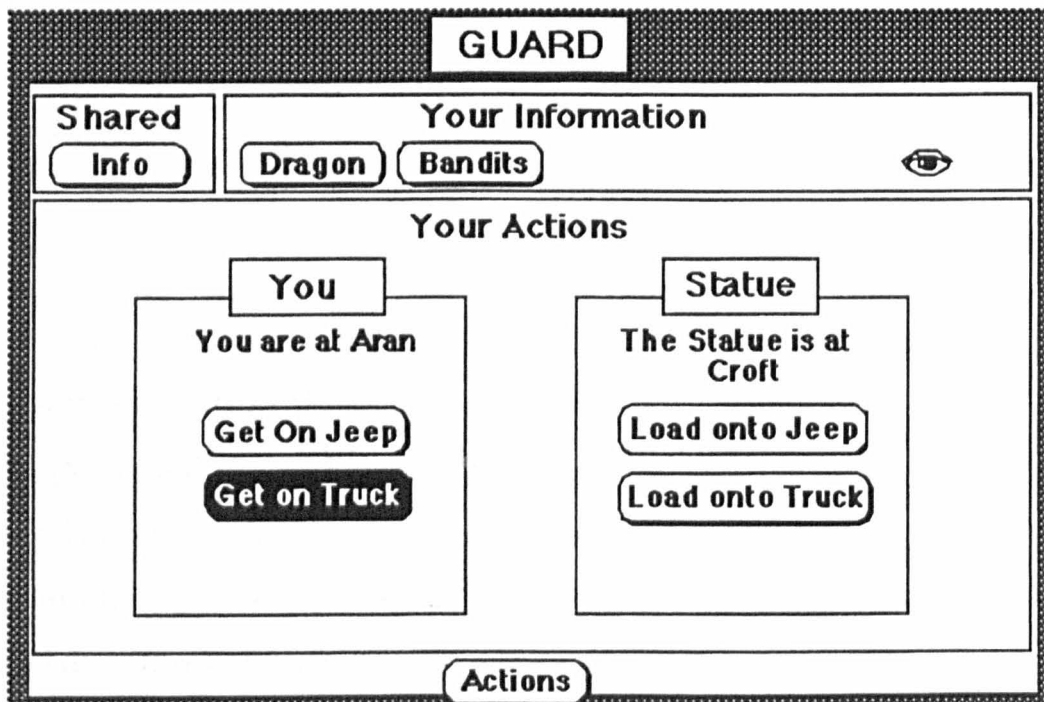 GUARD
Shared
Info
Your Information
Dragon
Bandits
Your Actions
You
You are at Aran
Get On Jeep
Get on Truck
Statue
The Statue is at
Croft
Load onto Jeep
Load onto Truck
Actions